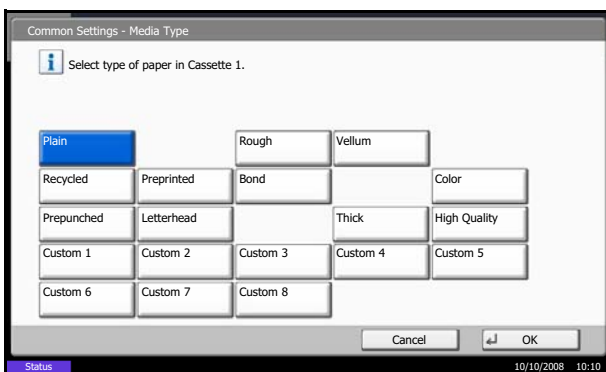 Common Settings - Media Type
Select type of paper in Cassette 1.
Plain Rough Vellum
Recycled Preprinted Bond Color
Prepunched Letterhead Thick High Quality
Custom 1 Custom 2 Custom 3 Custom 4 Custom 5
Custom 6 Custom 7 Custom 8
Cancel OK
Status 10/10/2008 10:10